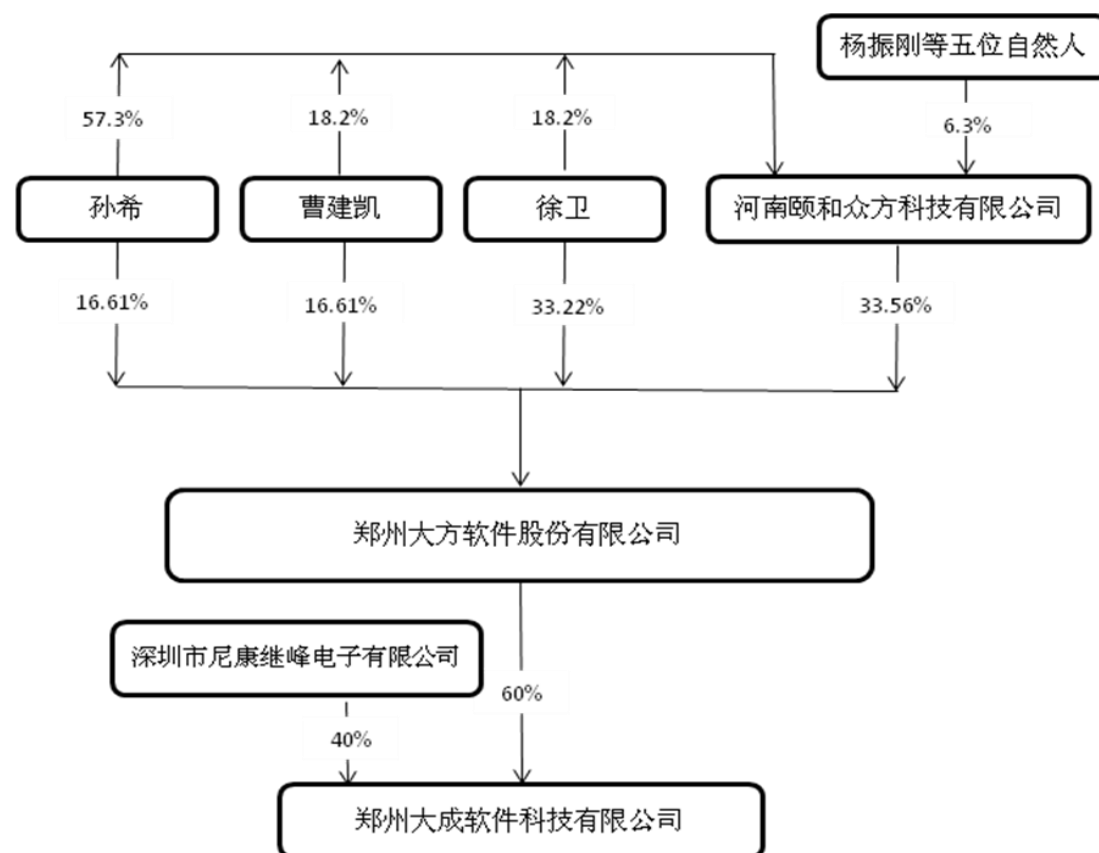 杨振刚等五位自然人
57.3%
18.2%
18.2%
6.3%
孙希
曹建凯
徐卫
河南颐和众方科技有限公司
16.61%
16.61%
33.22%
33.56%
郑州大方软件股份有限公司
深圳市尼康继峰电子有限公司
60%
40%
郑州大成软件科技有限公司